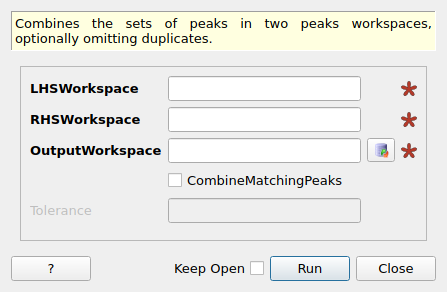 Combines the sets of peaks in two peaks workspaces,
optionally omitting duplicates.
LHSWorkspace
RHSWorkspace
OutputWorkspace
CombineMatchingPeaks
Tolerance
? Keep Open Run Close